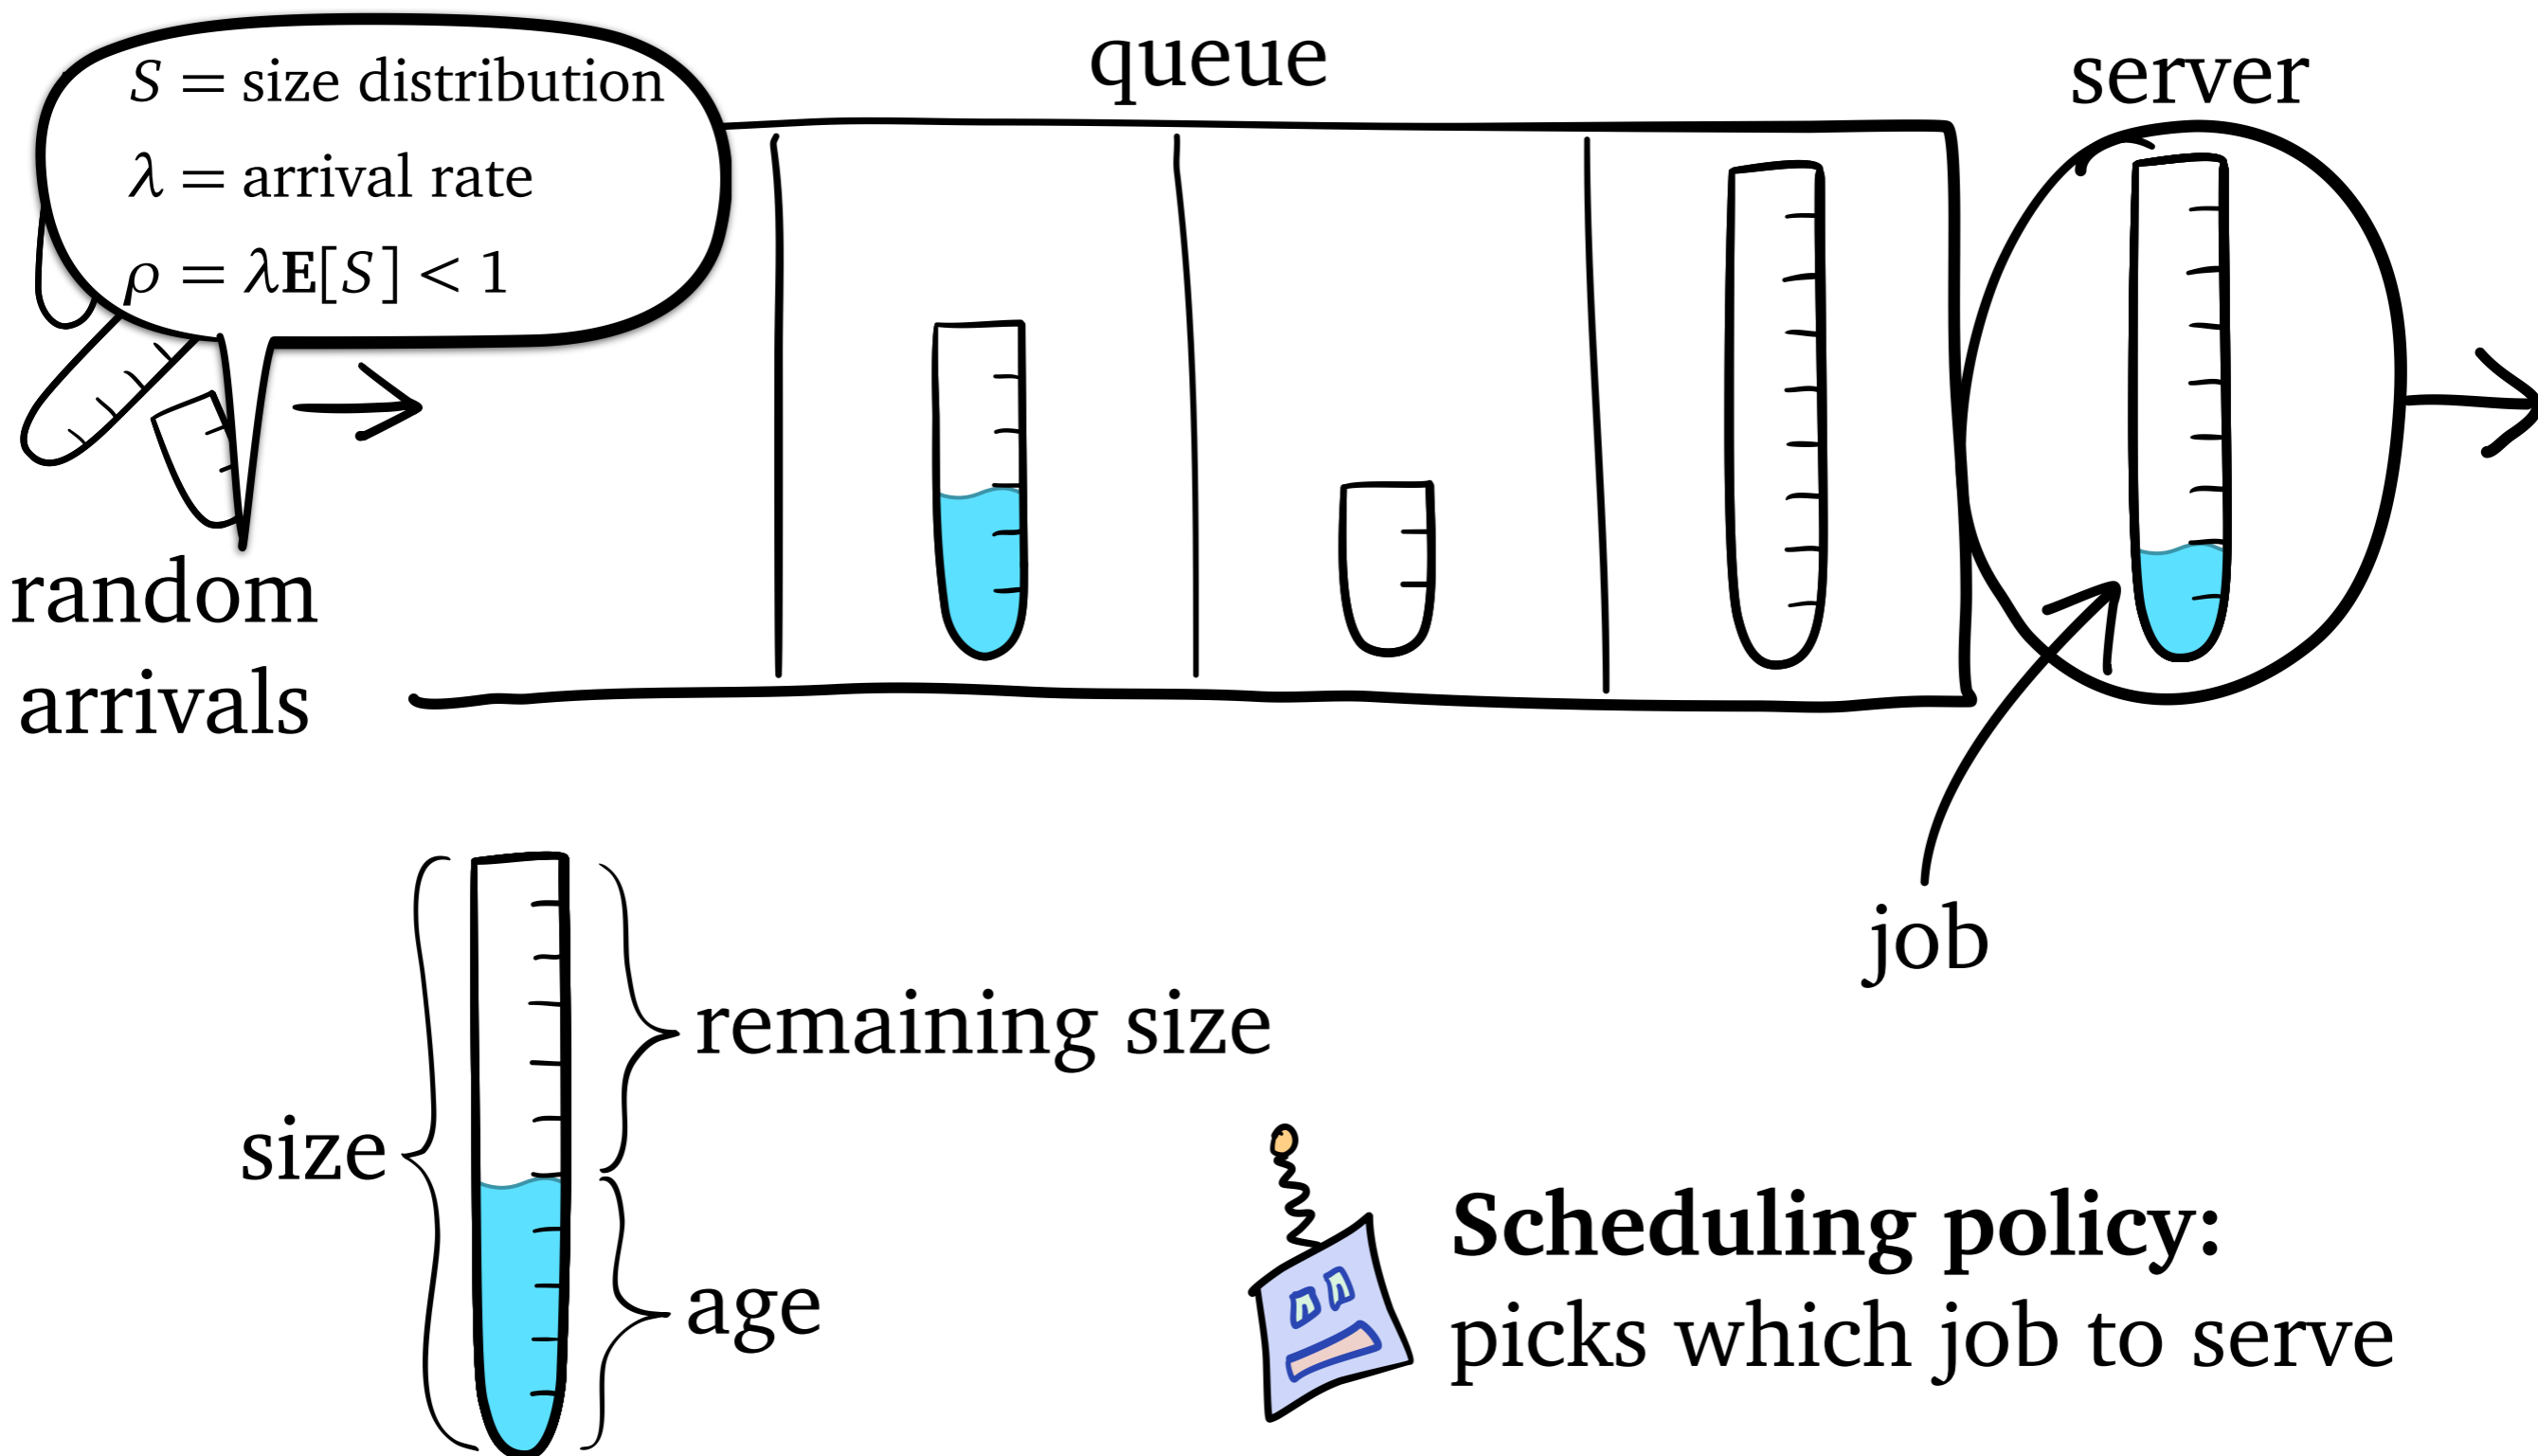 S = size distribution
λ = arrival rate
ρ = λE[S] < 1
queue
server
random
arrivals
job
remaining size
size
age
Scheduling policy:
picks which job to serve